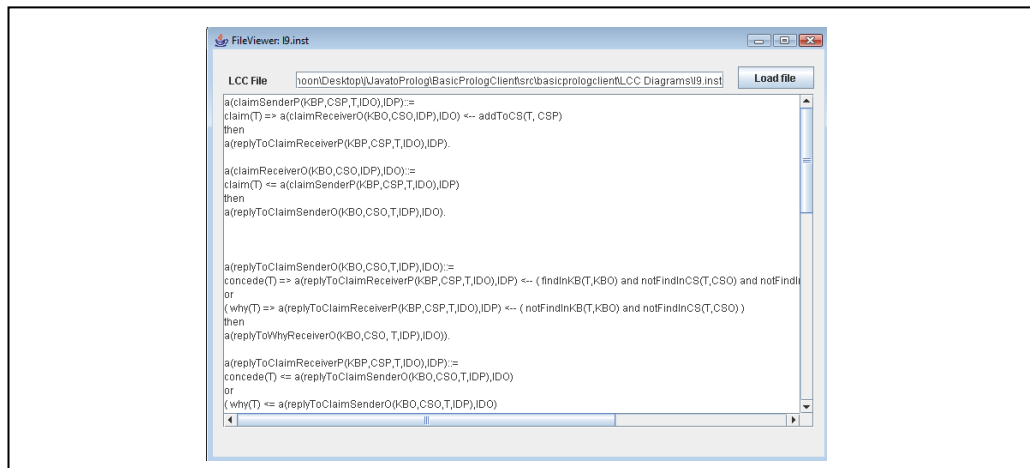 FileViewer: I9.inst
LCC File
noon\Desktop\j\JavatoProlog\BasicPrologClient\src\basicprologclient\LCC Diagrams\I9.inst
Load file
a(claimSenderP(KBP,CSP,T,IDO),IDP)::=
claim(T) => a(claimReceiverO(KBO,CSO,IDP),IDO) <-- addToCS(T, CSP)
then
a(replyToClaimReceiverP(KBP,CSP,T,IDO),IDP).
a(claimReceiverO(KBO,CSO,IDP),IDO)::=
claim(T) <= a(claimSenderP(KBP,CSP,T,IDO),IDP)
then
a(replyToClaimSenderO(KBO,CSO,T,IDP),IDO).
a(replyToClaimSenderO(KBO,CSO,T,IDP),IDO)::=
concede(T) => a(replyToClaimReceiverP(KBP,CSP,T,IDO),IDP) <-- ( findInKB(T,KBO) and notFindInCS(T,CSO) and notFindI
or
( why(T) => a(replyToClaimReceiverP(KBP,CSP,T,IDO),IDP) <-- ( notFindInKB(T,KBO) and notFindInCS(T,CSO) )
then
a(replyToWhyReceiverO(KBO,CSO, T,IDP),IDO)).
a(replyToClaimReceiverP(KBP,CSP,T,IDO),IDP)::=
concede(T) <= a(replyToClaimSenderO(KBO,CSO,T,IDP),IDO)
or
( why(T) <= a(replyToClaimSenderO(KBO,CSO,T,IDP),IDO)